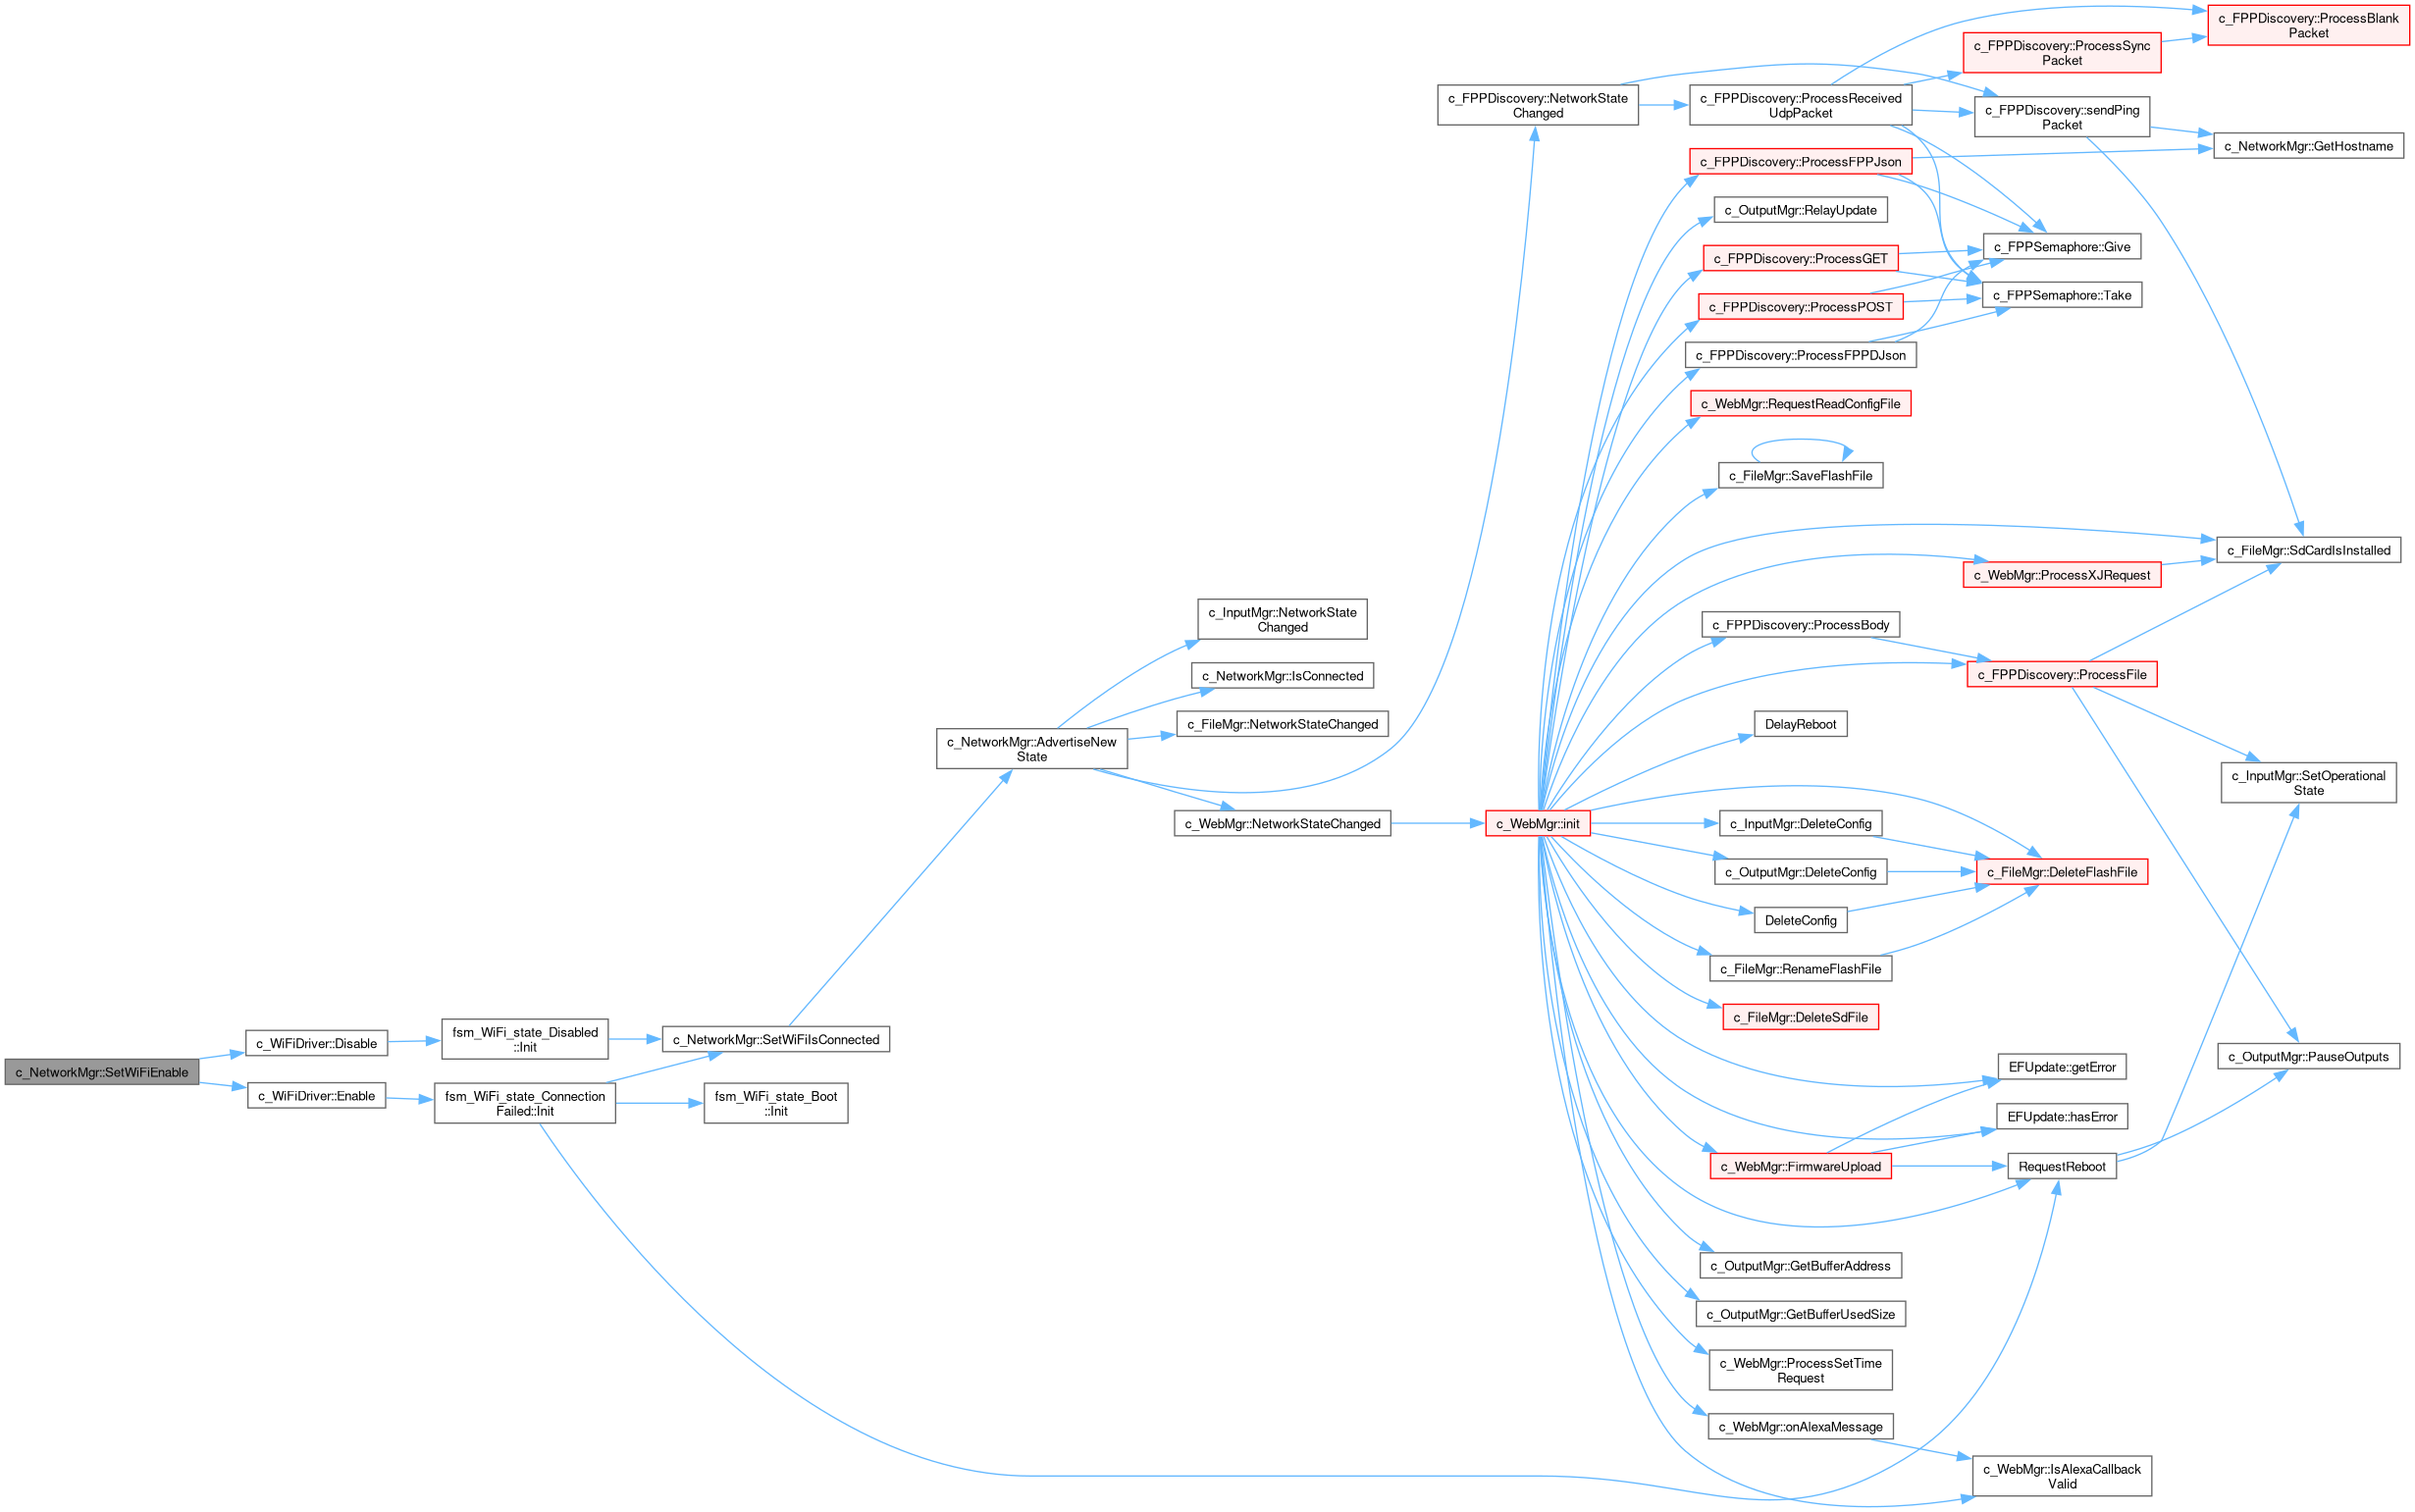 c_NetworkMgr::SetWiFiEnable
c_WiFiDriver::Disable
c_WiFiDriver::Enable
fsm_WiFi_state_Disabled
::Init
fsm_WiFi_state_Connection
Failed::Init
c_NetworkMgr::SetWiFiIsConnected
fsm_WiFi_state_Boot
::Init
c_NetworkMgr::AdvertiseNew
State
c_InputMgr::NetworkState
Changed
c_NetworkMgr::IsConnected
c_FileMgr::NetworkStateChanged
c_WebMgr::NetworkStateChanged
c_FPPDiscovery::NetworkState
Changed
c_WebMgr::init
c_FPPDiscovery::ProcessReceived
UdpPacket
c_FPPDiscovery::ProcessFPPJson
c_OutputMgr::RelayUpdate
c_FPPDiscovery::ProcessGET
c_FPPDiscovery::ProcessPOST
c_FPPDiscovery::ProcessFPPDJson
c_WebMgr::RequestReadConfigFile
c_FileMgr::SaveFlashFile
c_FPPDiscovery::ProcessBody
DelayReboot
c_InputMgr::DeleteConfig
c_OutputMgr::DeleteConfig
DeleteConfig
c_FileMgr::RenameFlashFile
c_FileMgr::DeleteSdFile
c_WebMgr::FirmwareUpload
c_OutputMgr::GetBufferAddress
c_OutputMgr::GetBufferUsedSize
c_WebMgr::ProcessSetTime
Request
c_WebMgr::onAlexaMessage
c_FPPDiscovery::ProcessSync
Packet
c_FPPDiscovery::sendPing
Packet
c_FPPSemaphore::Give
c_FPPSemaphore::Take
c_WebMgr::ProcessXJRequest
c_FPPDiscovery::ProcessFile
c_FileMgr::DeleteFlashFile
EFUpdate::getError
EFUpdate::hasError
RequestReboot
c_WebMgr::IsAlexaCallback
Valid
c_FPPDiscovery::ProcessBlank
Packet
c_NetworkMgr::GetHostname
c_FileMgr::SdCardIsInstalled
c_InputMgr::SetOperational
State
c_OutputMgr::PauseOutputs